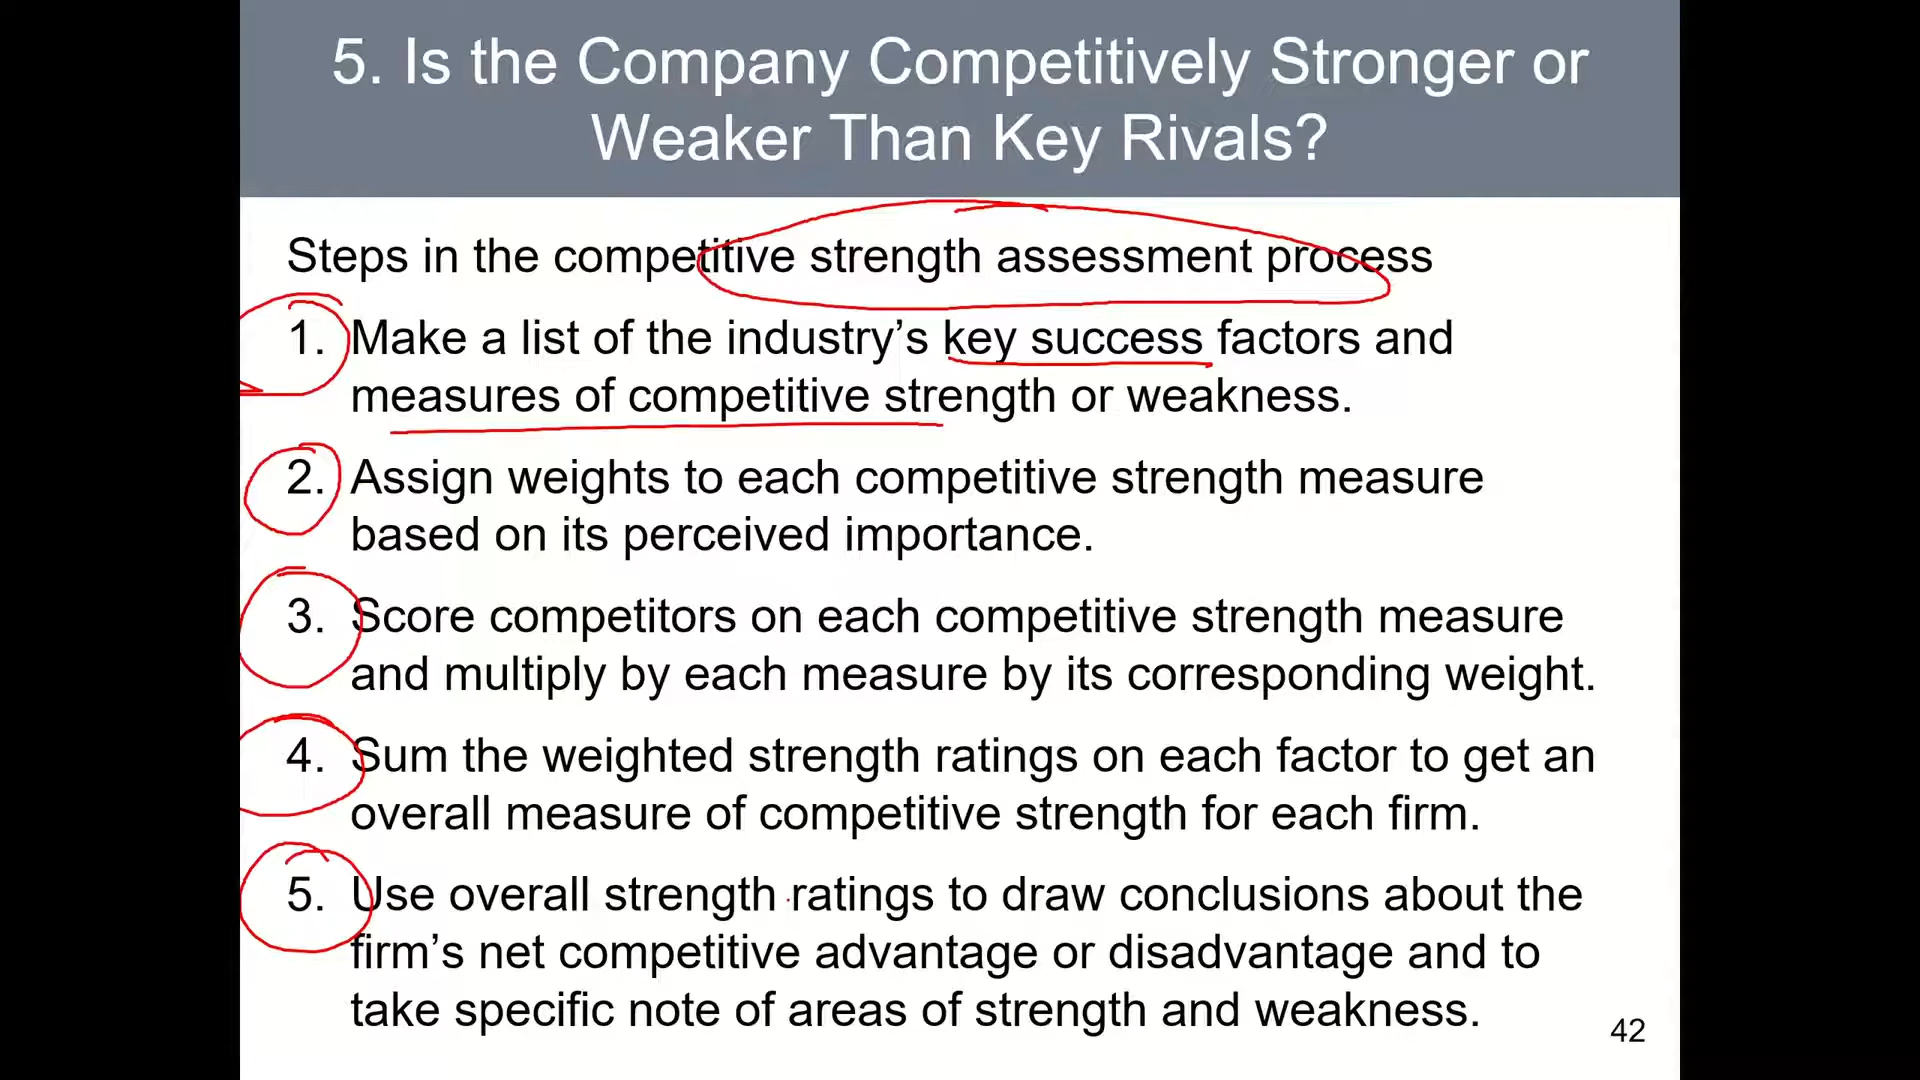 5. Is the Company Competitively Stronger or
Weaker Than Key Rivals?
Steps in the competitive strength assessment process
1. Make a list of the industry’s key success factors and
measures of competitive strength or weakness.
2. Assign weights to each competitive strength measure
based on its perceived importance.
3. Score competitors on each competitive strength measure
and multiply by each measure by its corresponding weight.
4. Sum the weighted strength ratings on each factor to get an
overall measure of competitive strength for each firm.
5. Use overall strength ratings to draw conclusions about the
firm’s net competitive advantage or disadvantage and to
take specific note of areas of strength and weakness.
42